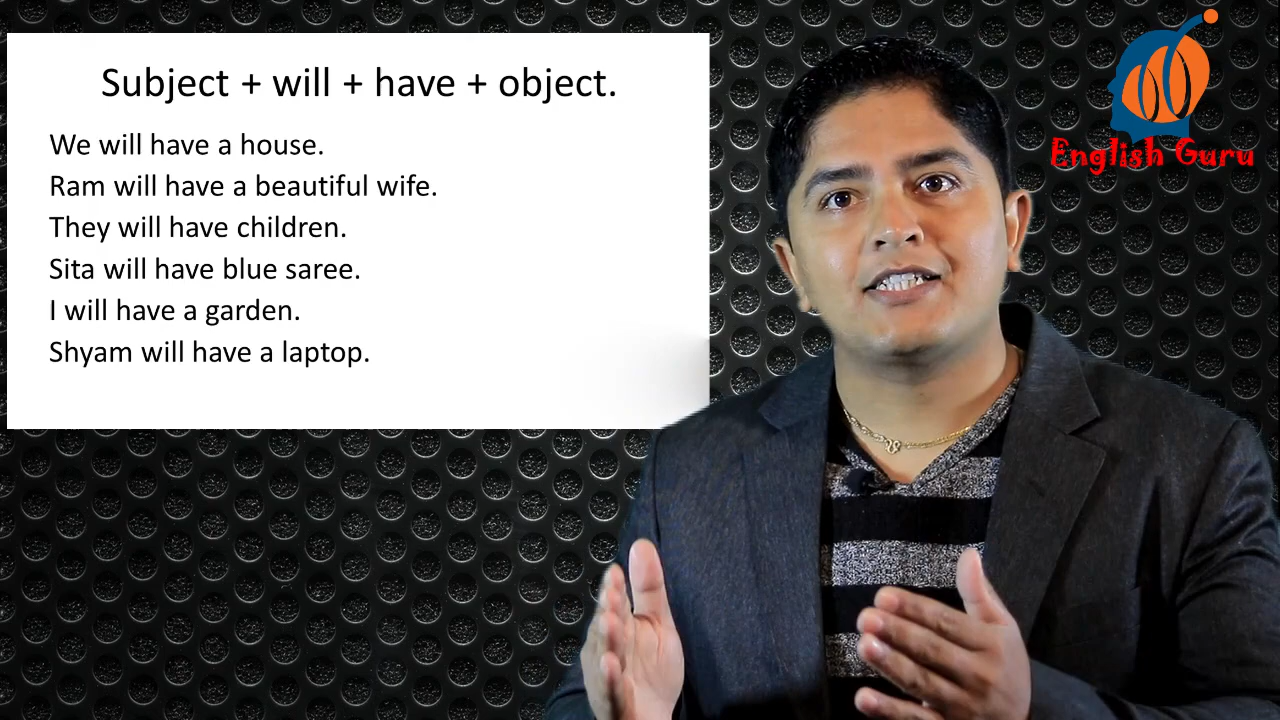 Subject + will + have + object.
We will have a house.
Ram will have a beautiful wife.
They will have children.
Sita will have blue saree.
I will have a garden.
Shyam will have a laptop.
English Guru